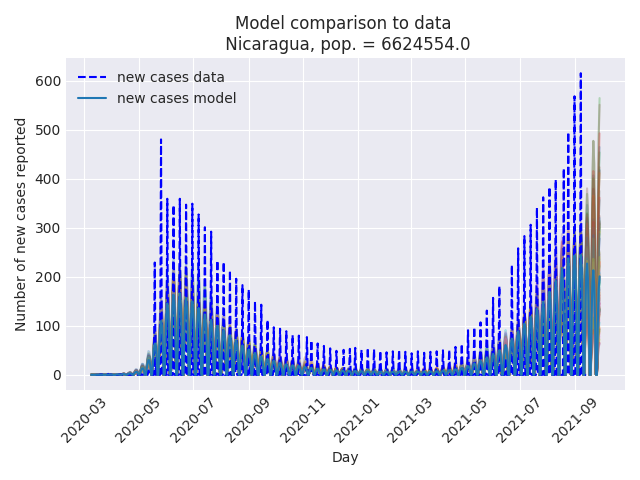 Model comparison to data
Nicaragua, pop. = 6624554.0
new cases data
new cases model
Number of new cases reported
600
500
400
300
200
100
0
2020-03
2020-05
2020-07
2020-09
2020-11
2021-01
2021-03
2021-05
2021-07
2021-09
Day